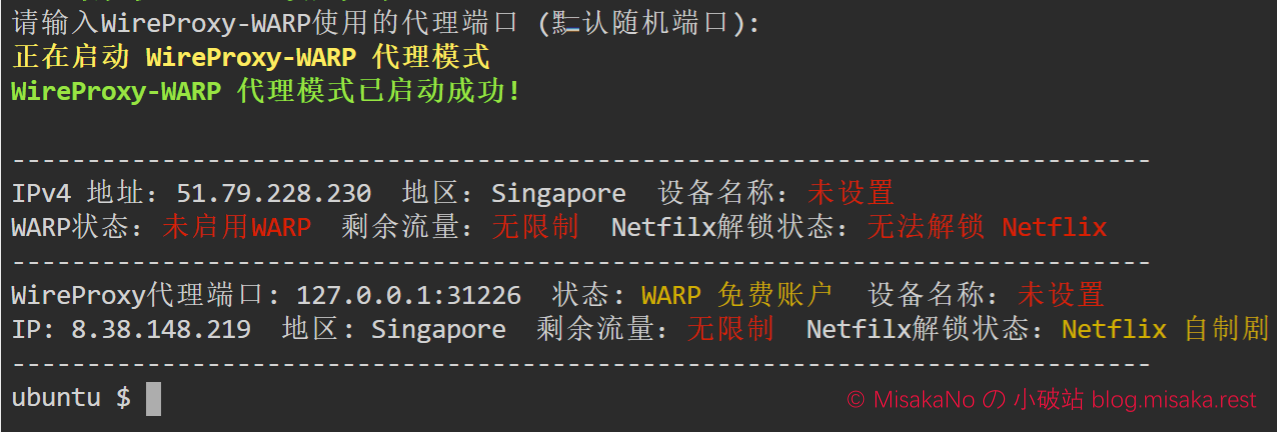 请输入WireProxy-WARP使用的代理端口 (默认随机端口):
正在启动 WireProxy-WARP 代理模式
WireProxy-WARP 代理模式已启动成功!
----------------------------------------------------------------------------
IPv4 地址: 51.79.228.230 地区: Singapore 设备名称: 未设置
WARP状态: 未启用WARP 剩余流量: 无限制 Netfilx解锁状态: 无法解锁 Netflix
----------------------------------------------------------------------------
WireProxy代理端口: 127.0.0.1:31226 状态: WARP 免费账户 设备名称: 未设置
IP: 8.38.148.219 地区: Singapore 剩余流量: 无限制 Netfilx解锁状态: Netflix 自制剧
----------------------------------------------------------------------------
ubuntu $
© MisakaNo の 小破站 blog.misaka.rest